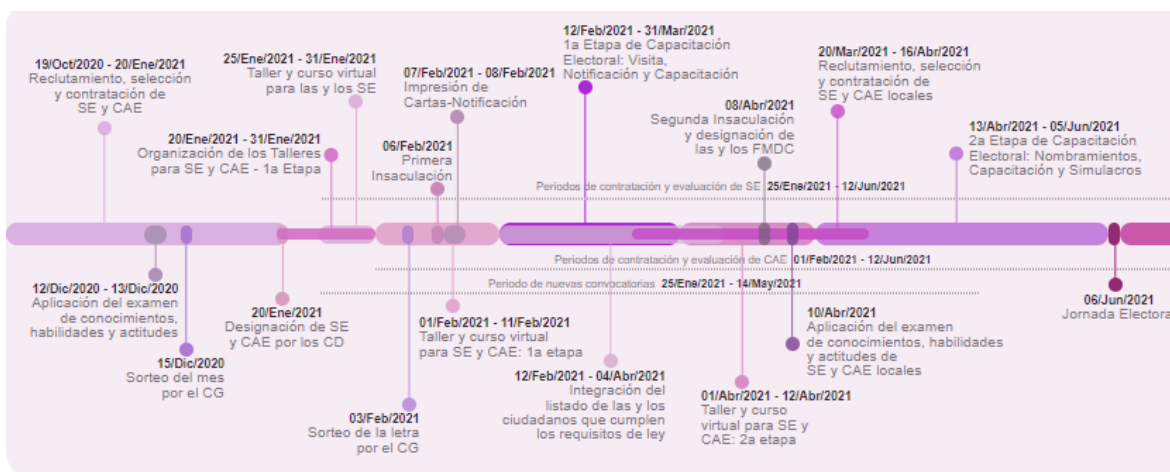 19/Oct/2020 - 20/Ene/2021
Reclutamiento, selección
y contratación de
SE y CAE
25/Ene/2021 - 31/Ene/2021
Taller y curso virtual
para las y los SE
20/Ene/2021 - 31/Ene/2021
Organización de los Talleres
para SE y CAE - 1a Etapa
07/Feb/2021 - 08/Feb/2021
Impresión de
Cartas-Notificación
06/Feb/2021
Primera
Insaculación
12/Feb/2021 - 31/Mar/2021
1a Etapa de Capacitación
Electoral: Visita,
Notificación y Capacitación
08/Abr/2021
Segunda Insaculación
y designación de
las y los FMDC
20/Mar/2021 - 16/Abr/2021
Reclutamiento, selección
y contratación de
SE y CAE locales
13/Abr/2021 - 05/Jun/2021
2a Etapa de Capacitación
Electoral: Nombramientos,
Capacitación y Simulacros
Periodos de contratación y evaluación de SE 25/Ene/2021 - 12/Jun/2021
Periodos de contratación y evaluación de CAE 01/Feb/2021 - 12/Jun/2021
Periodo de nuevas convocatorias 25/Ene/2021 - 14/May/2021
12/Dic/2020 - 13/Dic/2020
Aplicación del examen
de conocimientos,
habilidades y actitudes
15/Dic/2020
Sorteo del mes
por el CG
20/Ene/2021
Designación de SE
y CAE por los CD
03/Feb/2021
Sorteo de la letra
por el CG
01/Feb/2021 - 11/Feb/2021
Taller y curso virtual
para SE y CAE: 1a etapa
12/Feb/2021 - 04/Abr/2021
Integración del
listado de las y los
ciudadanos que cumplen
los requisitos de ley
01/Abr/2021 - 12/Abr/2021
Taller y curso
virtual para SE y
CAE: 2a etapa
10/Abr/2021
Aplicación del examen
de conocimientos, habilidades
y actitudes de
SE y CAE locales
06/Jun/2021
Jornada Electora